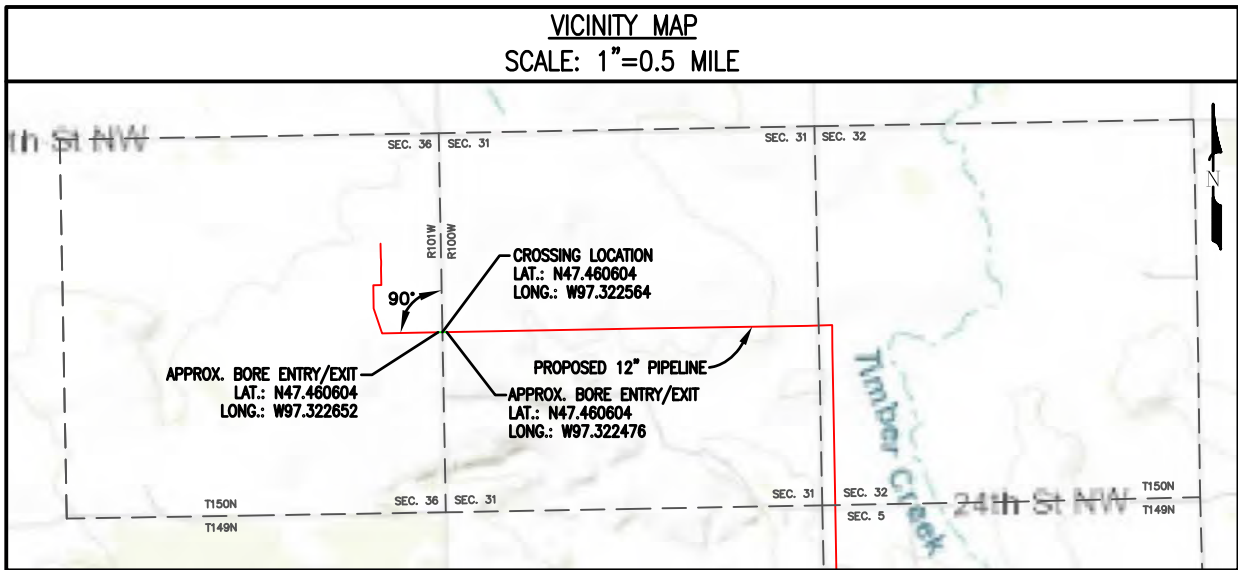 VICINITY MAP
SCALE: 1"=0.5 MILE
th St NW
SEC. 36
SEC. 31
SEC. 31
SEC. 32
N
R101W
R100W
CROSSING LOCATION
LAT.: N47.460604
LONG.: W97.322564
90°
APPROX. BORE ENTRY/EXIT
LAT.: N47.460604
LONG.: W97.322652
PROPOSED 12" PIPELINE
APPROX. BORE ENTRY/EXIT
LAT.: N47.460604
LONG.: W97.322476
Timber Creek
T150N
T149N
SEC. 36
SEC. 31
SEC. 31
SEC. 32
SEC. 5
24th St NW
T150N
T149N